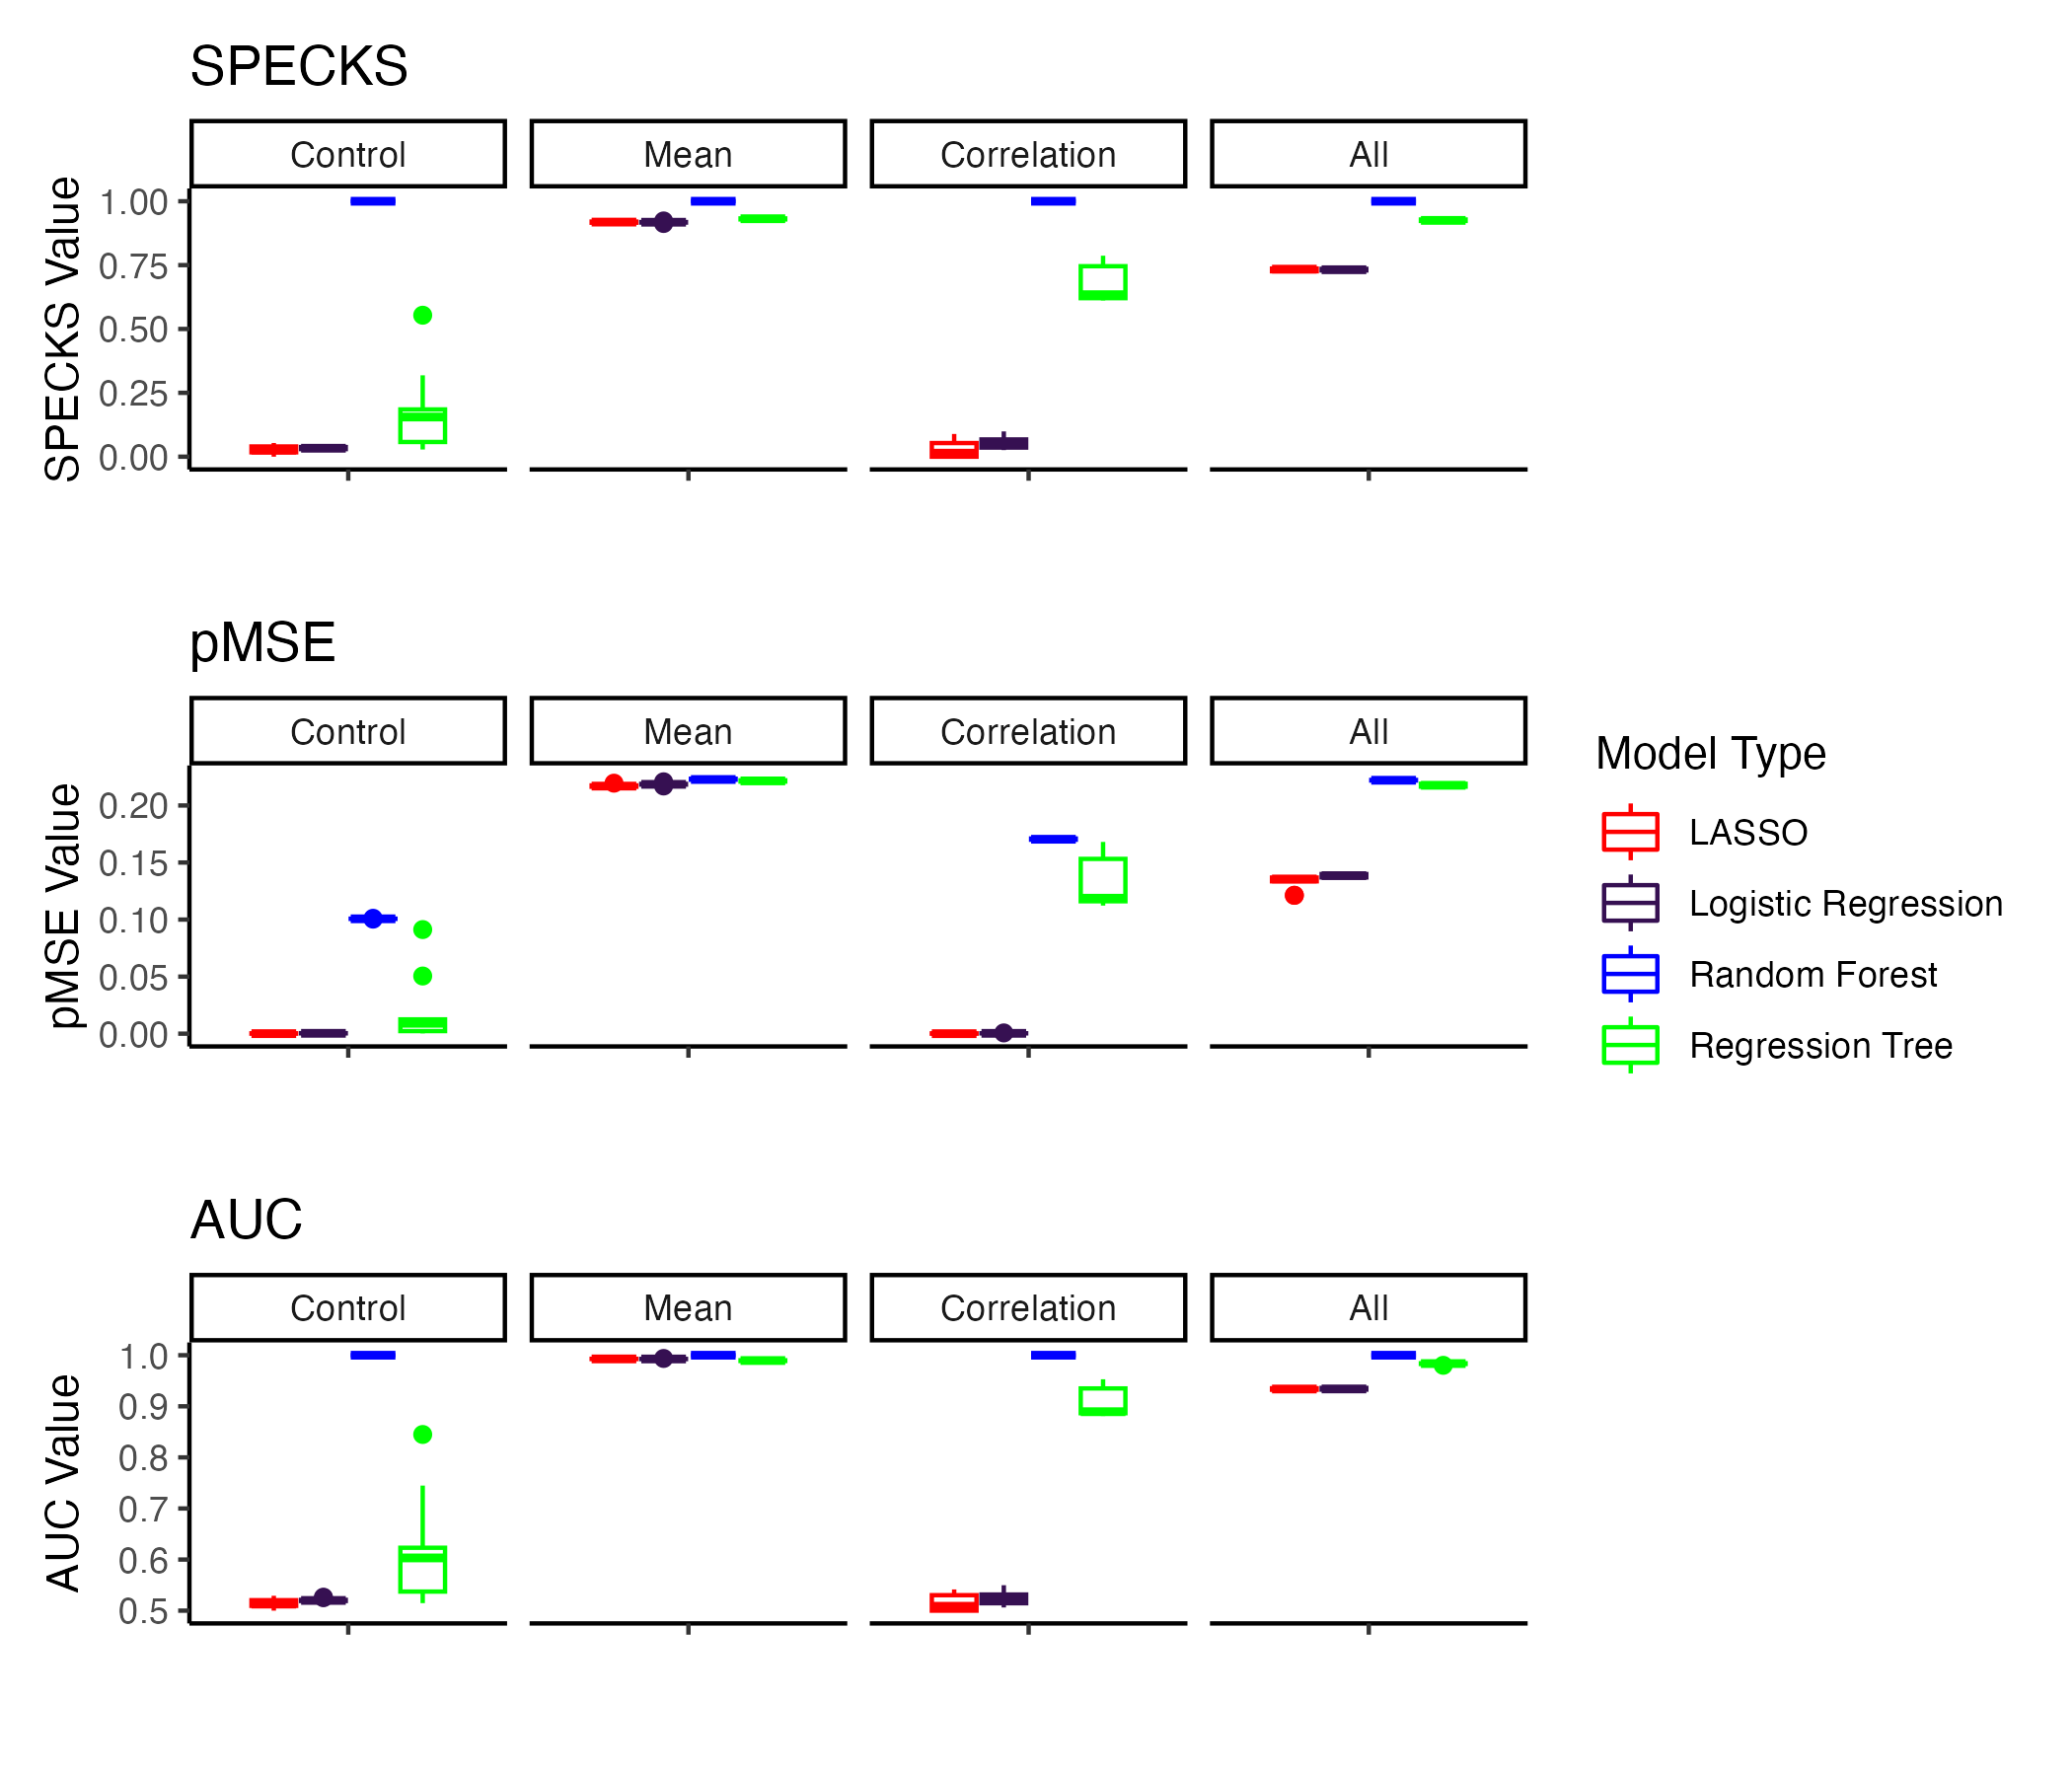 SPECKS
Control Mean Correlation All
SPECKS Value
1.00
0.75
0.50
0.25
0.00
pMSE
Control Mean Correlation All
pMSE Value
0.20
0.15
0.10
0.05
0.00
Model Type
LASSO
Logistic Regression
Random Forest
Regression Tree
AUC
Control Mean Correlation All
AUC Value
1.0
0.9
0.8
0.7
0.6
0.5